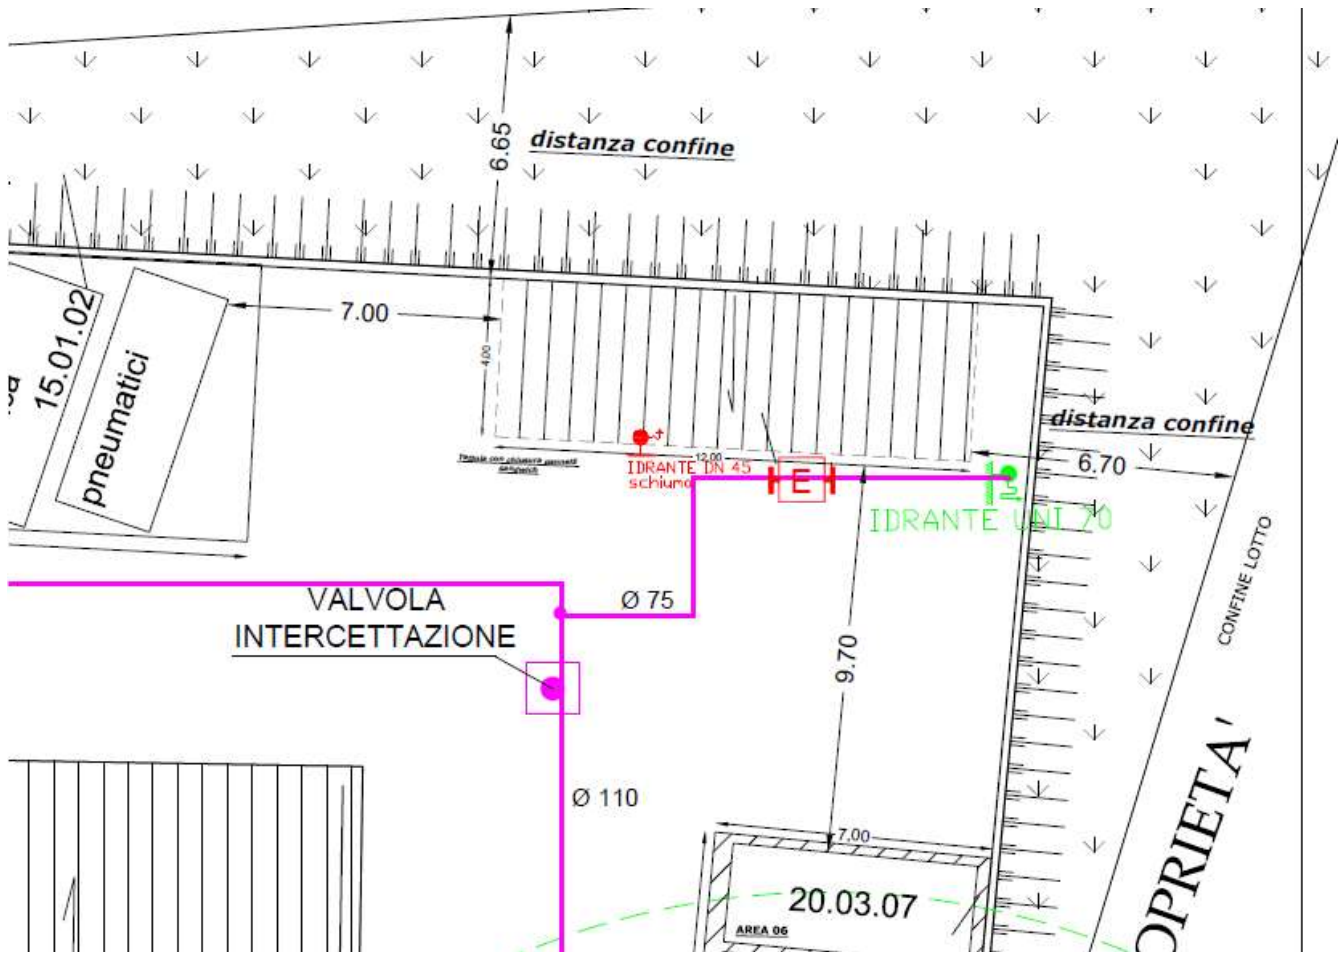 6.65
distanza confine
7.00
15.01.02
pneumatici
4,00
distanza confine
6.70
12,00
IDRANTE DN 45
schiuma
E
IDRANTE UNI 70
CONFINE LOTTO
VALVOLA
INTERCETTAZIONE
Ø 75
9.70
Ø 110
7,00
20.03.07
AREA 06
OPRIETA'